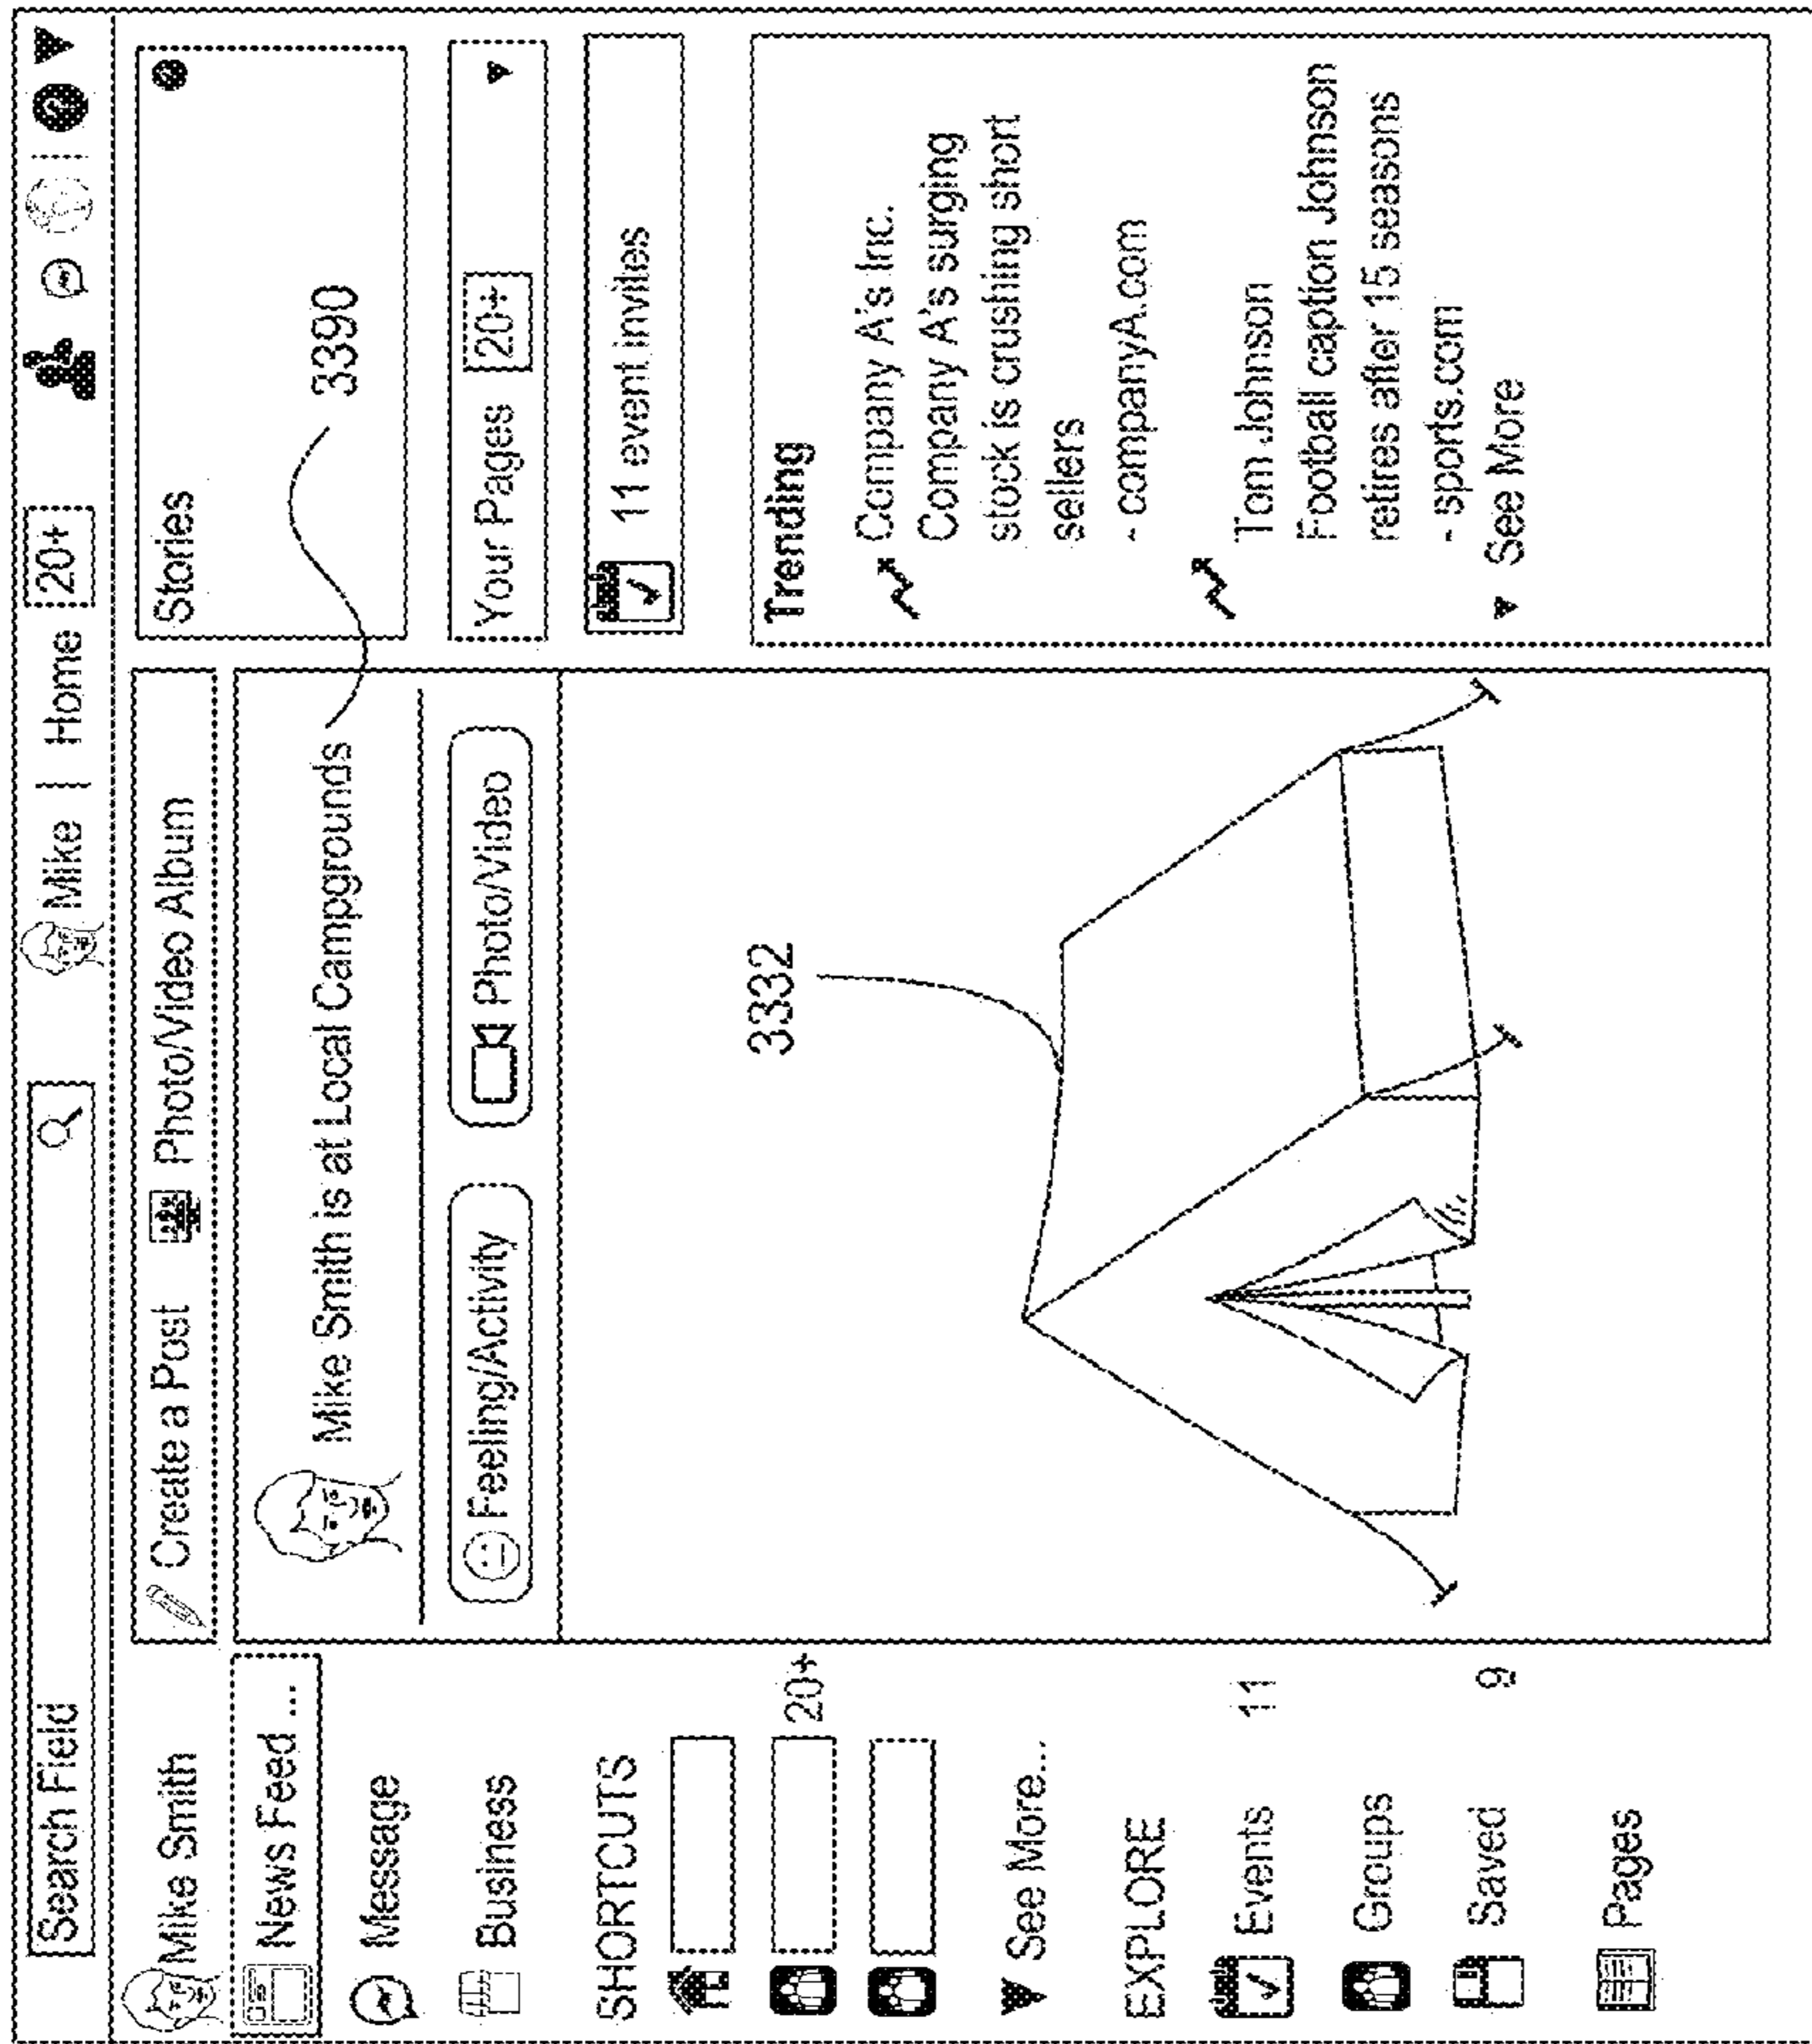 Search Field
Mike | Home 20+
Mike Smith
News Feed ...
Message
Business
SHORTCUTS
20+
See More...
EXPLORE
Events 11
Groups
Saved 9
Pages
Create a Post Photo/Video Album
Mike Smith is at Local Campgrounds
3390
Feeling/Activity Photo/Video
3332
Stories
Your Pages 20+
11 event invites
Trending
Company A's Inc.
Company A's surging
stock is crushing short
sellers
- companyA.com
Tom Johnson
Football caption Johnson
retires after 15 seasons
- sports.com
See More